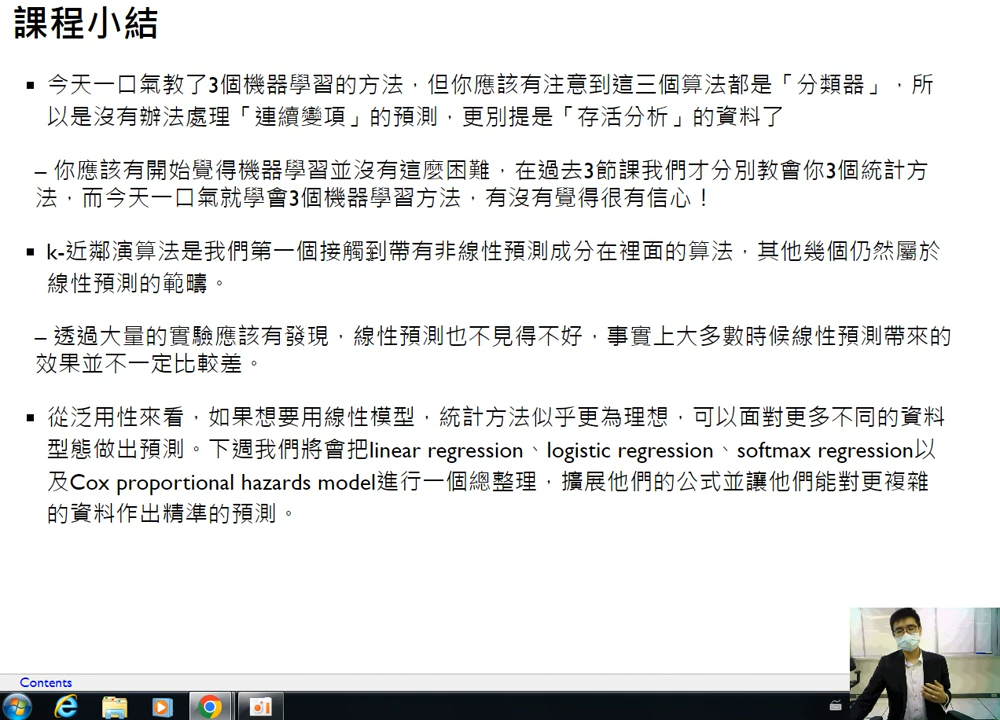 課程小結
▪ 今天一口氣教了3個機器學習的方法，但你應該有注意到這三個算法都是「分類器」，所
以是沒有辦法處理「連續變項」的預測，更別提是「存活分析」的資料了
– 你應該有開始覺得機器學習並沒有這麼困難，在過去3節課我們才分別教會你3個統計方
法，而今天一口氣就學會3個機器學習方法，有沒有覺得很有信心！
▪ k-近鄰演算法是我們第一個接觸到帶有非線性預測成分在裡面的算法，其他幾個仍然屬於
線性預測的範疇。
– 透過大量的實驗應該有發現，線性預測也不見得不好，事實上大多數時候線性預測帶來的
效果並不一定比較差。
▪ 從泛用性來看，如果想要用線性模型，統計方法似乎更為理想，可以面對更多不同的資料
型態做出預測。下週我們將會把linear regression、logistic regression、softmax regression以
及Cox proportional hazards model進行一個總整理，擴展他們的公式並讓他們能對更複雜
的資料作出精準的預測。
Contents